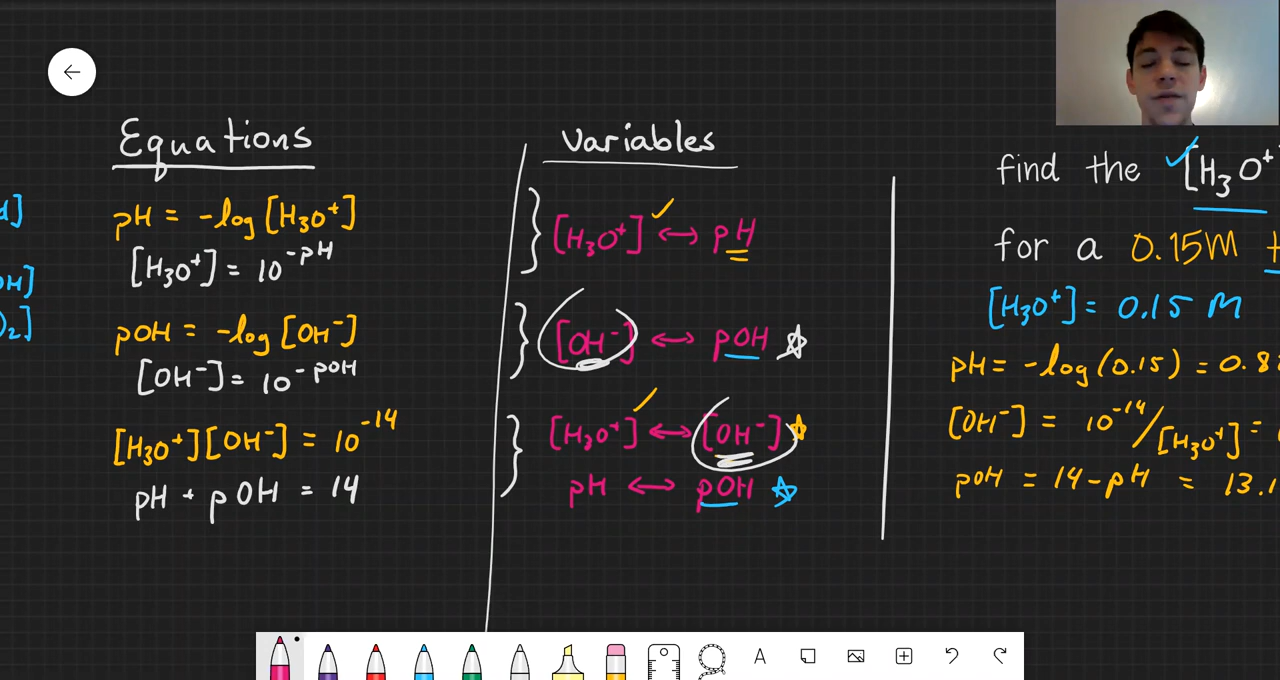 Equations
pH = -log [H₃O⁺]
[H₃O⁺] = 10⁻ᵖᴴ
pOH = -log [OH⁻]
[OH⁻] = 10⁻ᵖᴼᴴ
[H₃O⁺][OH⁻] = 10⁻¹⁴
pH + pOH = 14
OH]
₂]
Variables
[H₃O⁺] ↔ pH
[OH⁻] ↔ pOH
[H₃O⁺] ↔ [OH⁻]
pH ↔ pOH
find the [H₃O⁺]
for a 0.15M
[H₃O⁺] = 0.15 M
pH = -log(0.15) = 0.8
[OH⁻] = 10⁻¹⁴/[H₃O⁺] =
pOH = 14-pH = 13.1
A